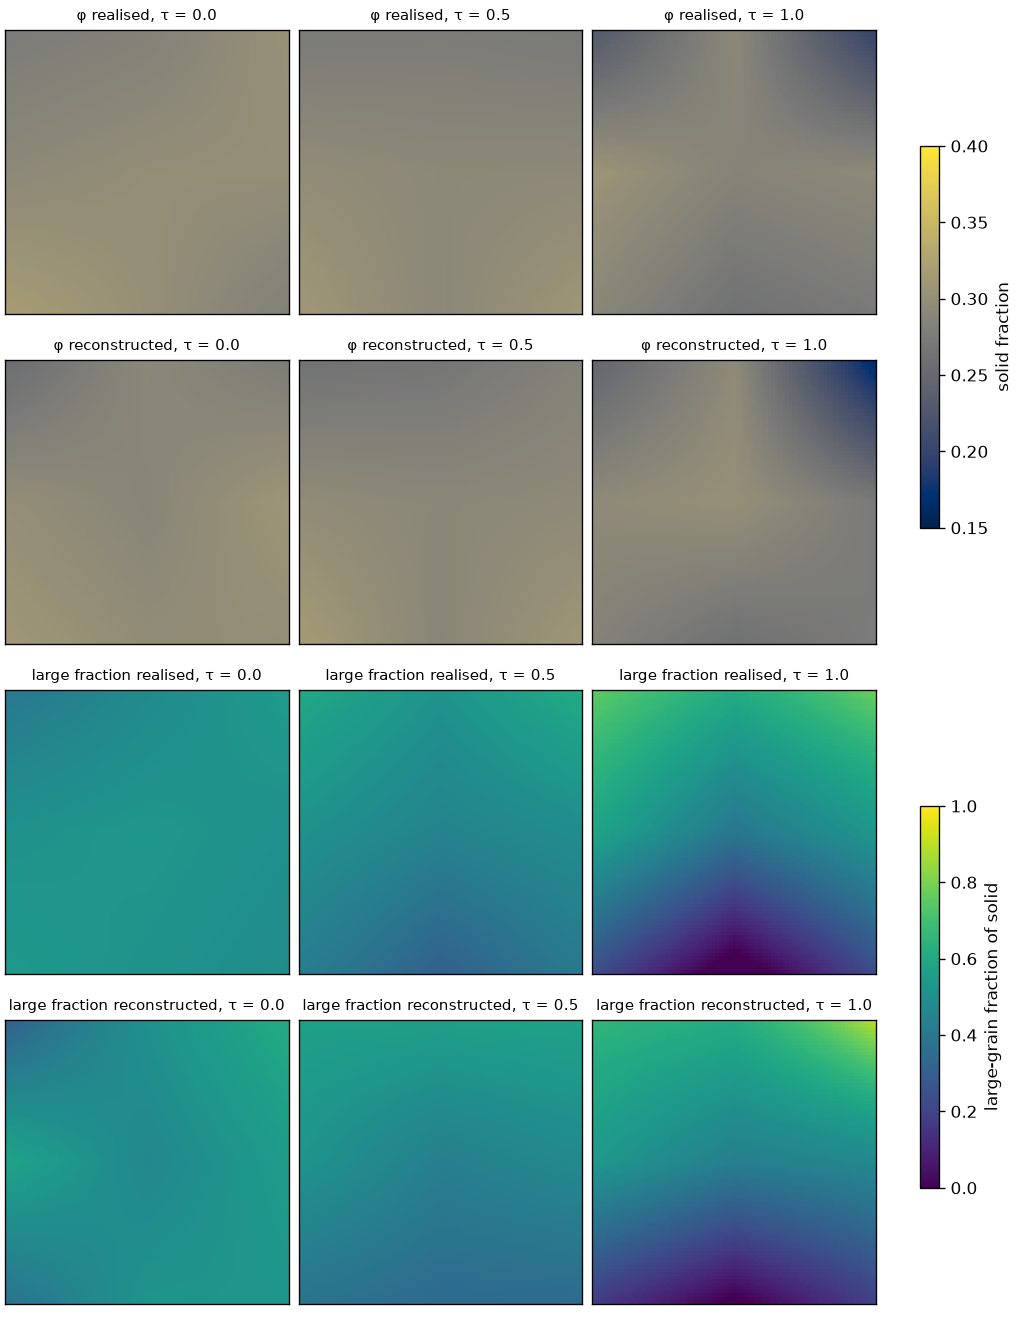 φ realised, τ = 0.0
φ realised, τ = 0.5
φ realised, τ = 1.0
φ reconstructed, τ = 0.0
φ reconstructed, τ = 0.5
φ reconstructed, τ = 1.0
0.40
0.35
0.30
0.25
0.20
0.15
solid fraction
large fraction realised, τ = 0.0
large fraction realised, τ = 0.5
large fraction realised, τ = 1.0
large fraction reconstructed, τ = 0.0
large fraction reconstructed, τ = 0.5
large fraction reconstructed, τ = 1.0
1.0
0.8
0.6
0.4
0.2
0.0
large-grain fraction of solid